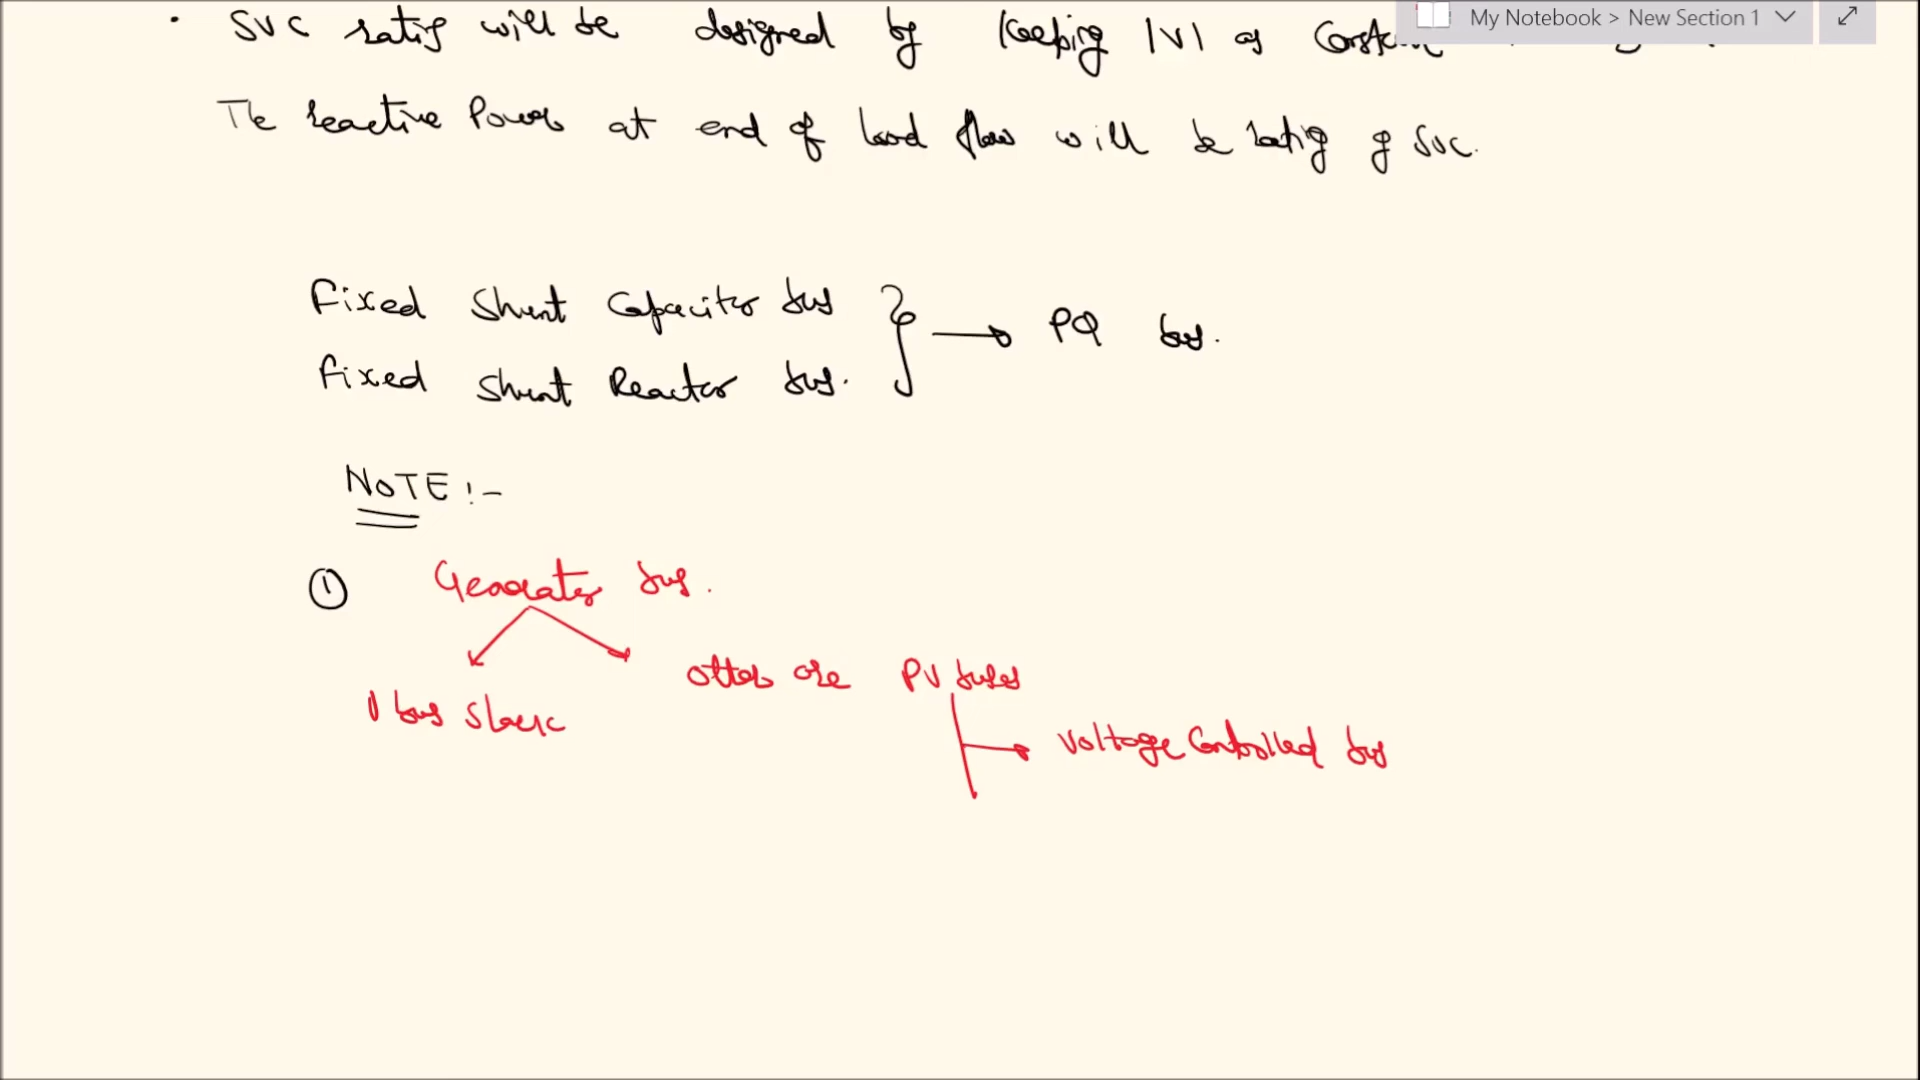 My Notebook > New Section 1
• SVC rating will be designed by keeping |V| as
The reactive Power at end of load flow will be rating of SVC.
Fixed Shunt Capacitor bus
Fixed Shunt Reactor bus. → PQ bus.
NOTE :-
① Generator bus.
1 bus slack
Others are PV buses
→ Voltage Controlled bus